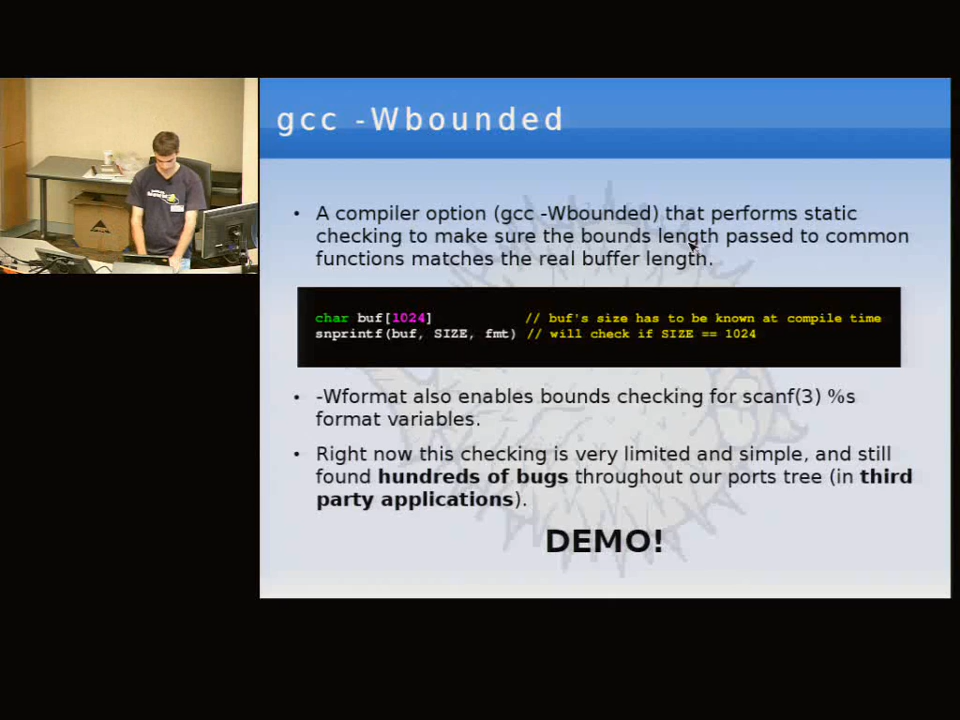 gcc -Wbounded
• A compiler option (gcc -Wbounded) that performs static
checking to make sure the bounds length passed to common
functions matches the real buffer length.
char buf[1024] // buf's size has to be known at compile time
snprintf(buf, SIZE, fmt) // will check if SIZE == 1024
• -Wformat also enables bounds checking for scanf(3) %s
format variables.
• Right now this checking is very limited and simple, and still
found hundreds of bugs throughout our ports tree (in third
party applications).
DEMO!